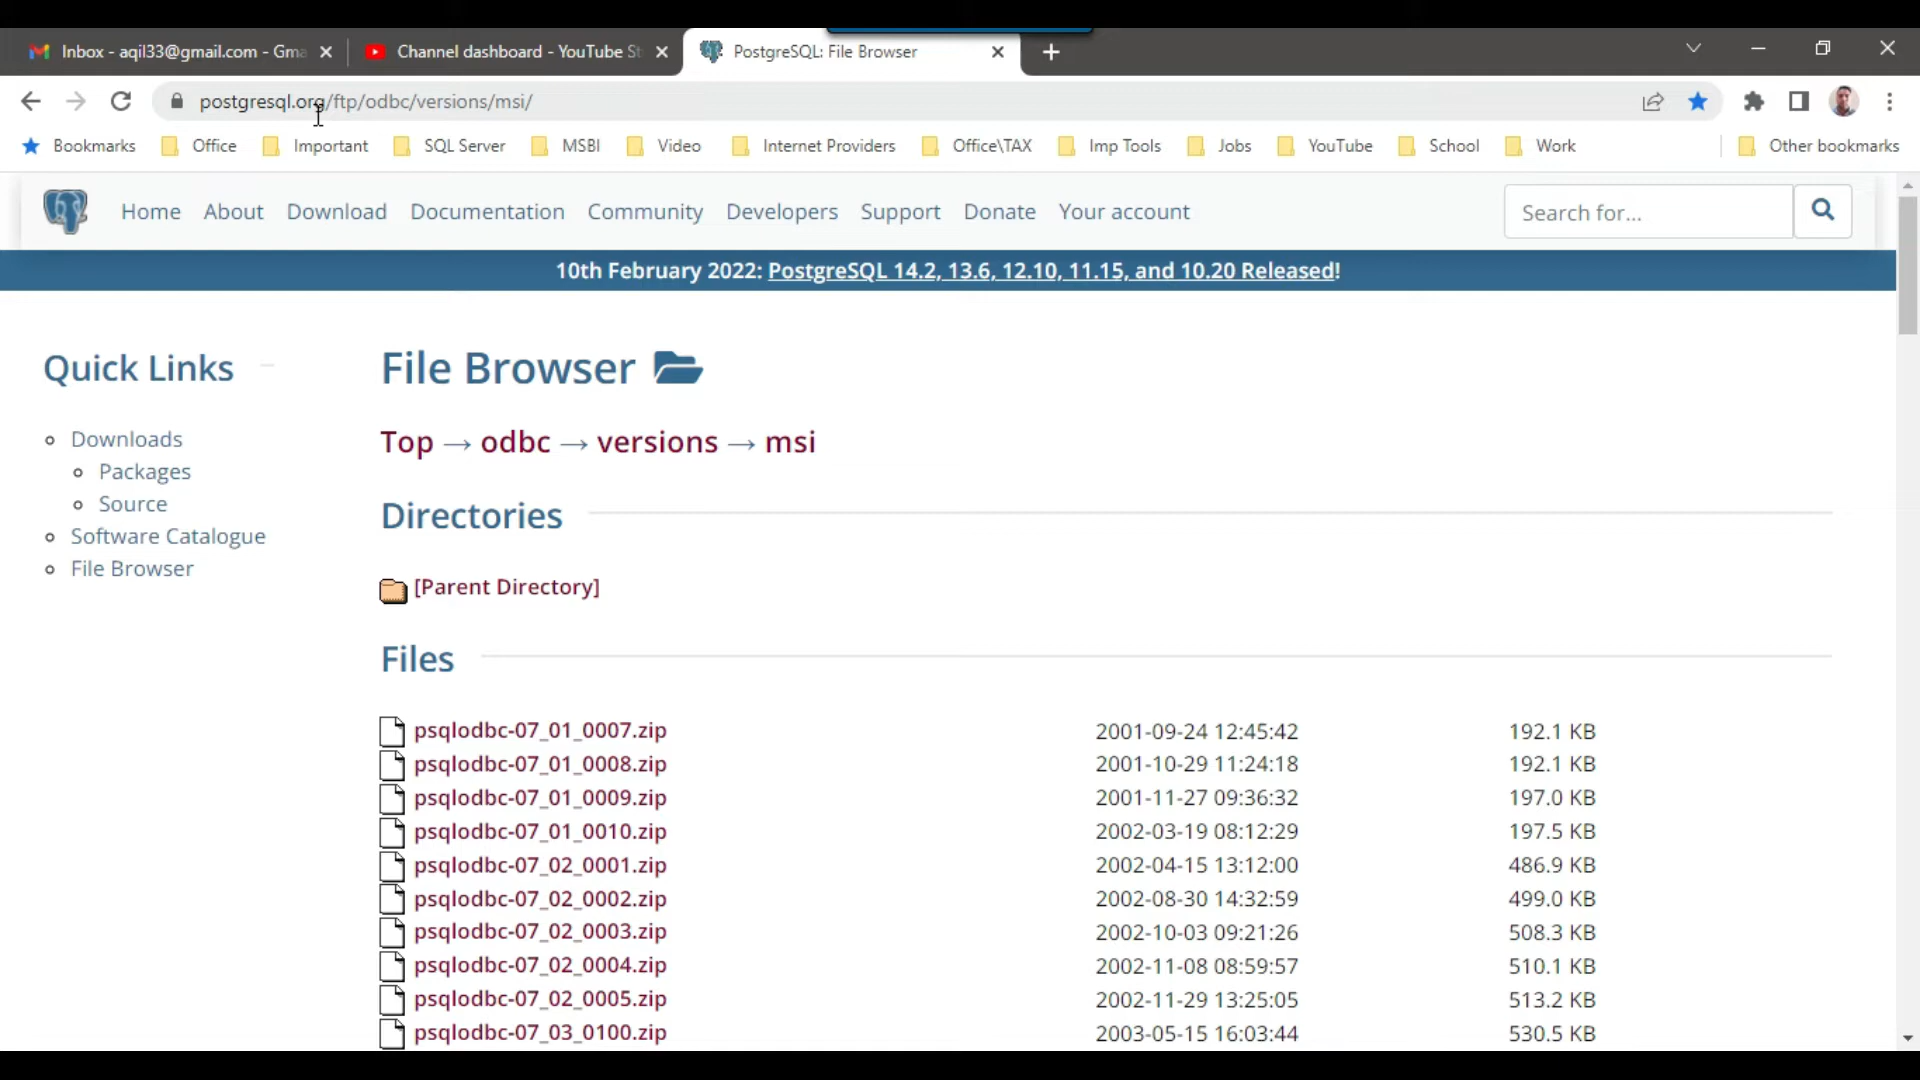 Inbox - aqil33@gmail.com - Gma
Channel dashboard - YouTube St
PostgreSQL: File Browser
postgresql.org/ftp/odbc/versions/msi/
Bookmarks Office Important SQL Server MSBI Video Internet Providers Office\TAX Imp Tools Jobs YouTube School Work Other bookmarks
Home About Download Documentation Community Developers Support Donate Your account Search for...
10th February 2022: PostgreSQL 14.2, 13.6, 12.10, 11.15, and 10.20 Released!
Quick Links
Downloads
Packages
Source
Software Catalogue
File Browser
File Browser
Top → odbc → versions → msi
Directories
[Parent Directory]
Files
psqlodbc-07_01_0007.zip 2001-09-24 12:45:42 192.1 KB
psqlodbc-07_01_0008.zip 2001-10-29 11:24:18 192.1 KB
psqlodbc-07_01_0009.zip 2001-11-27 09:36:32 197.0 KB
psqlodbc-07_01_0010.zip 2002-03-19 08:12:29 197.5 KB
psqlodbc-07_02_0001.zip 2002-04-15 13:12:00 486.9 KB
psqlodbc-07_02_0002.zip 2002-08-30 14:32:59 499.0 KB
psqlodbc-07_02_0003.zip 2002-10-03 09:21:26 508.3 KB
psqlodbc-07_02_0004.zip 2002-11-08 08:59:57 510.1 KB
psqlodbc-07_02_0005.zip 2002-11-29 13:25:05 513.2 KB
psqlodbc-07_03_0100.zip 2003-05-15 16:03:44 530.5 KB